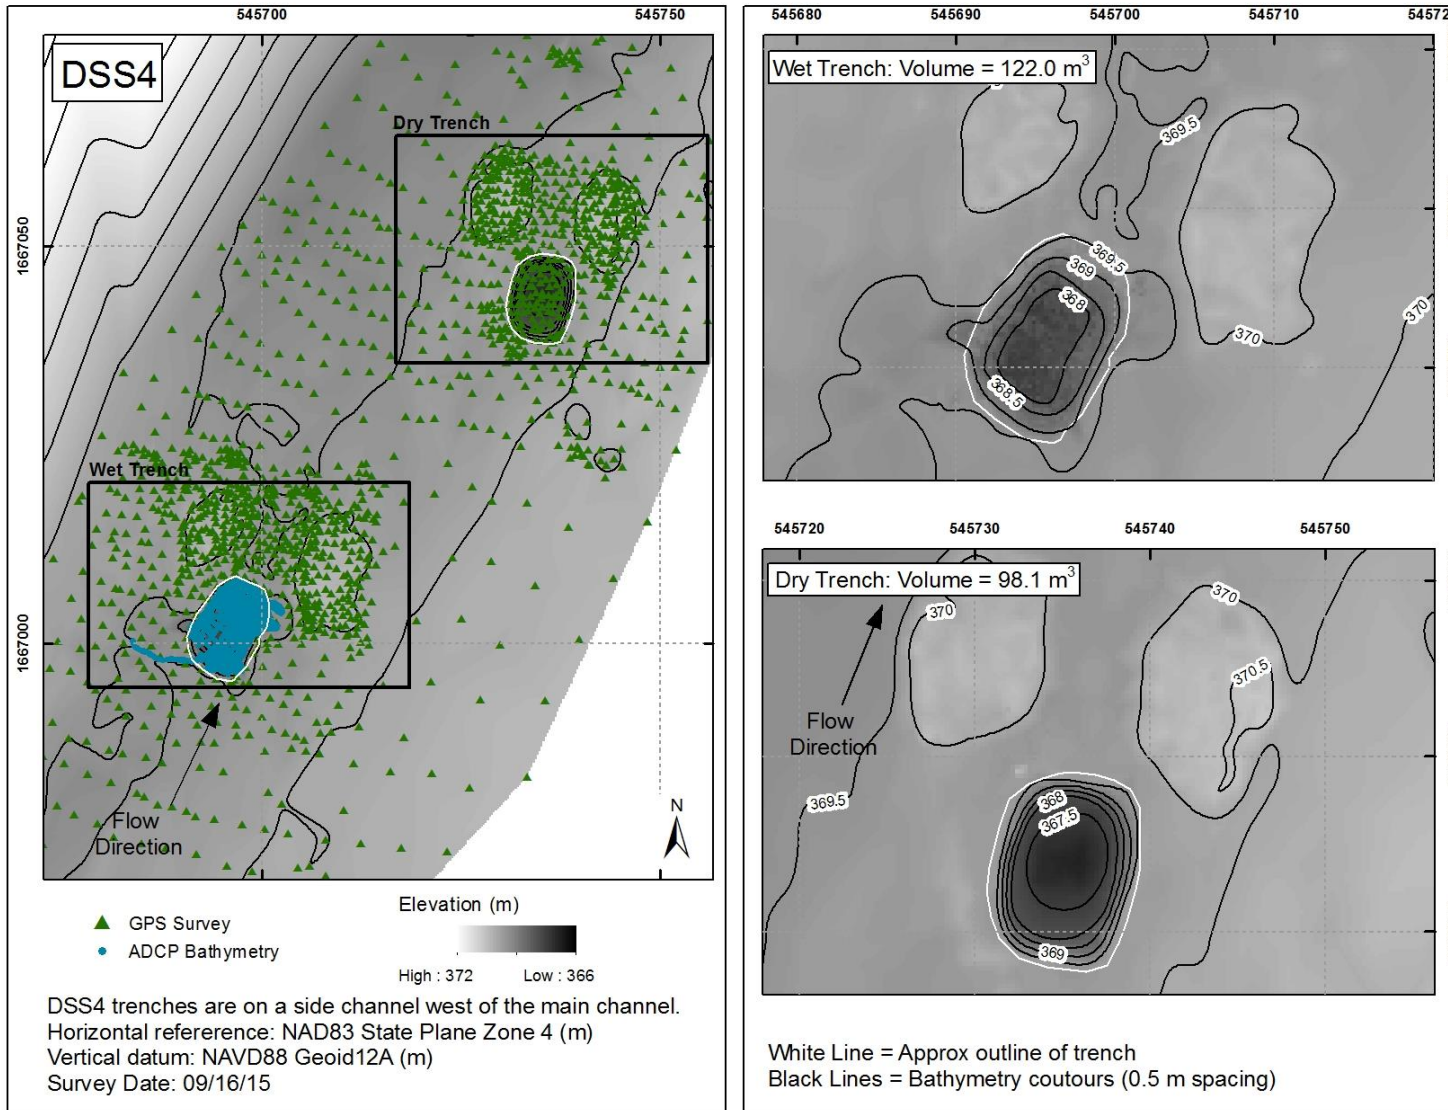 545700
545750
DSS4
Dry Trench
1667050
Wet Trench
1667000
Flow
Direction
N
GPS Survey
ADCP Bathymetry
Elevation (m)
High : 372
Low : 366
DSS4 trenches are on a side channel west of the main channel.
Horizontal refererence: NAD83 State Plane Zone 4 (m)
Vertical datum: NAVD88 Geoid12A (m)
Survey Date: 09/16/15
545680
545690
545700
545710
54572
Wet Trench: Volume = 122.0 m³
369.5
369.5
369
368
368.5
370
370
545720
545730
545740
545750
Dry Trench: Volume = 98.1 m³
370
370
370.5
Flow
Direction
369.5
368
367.5
369
White Line = Approx outline of trench
Black Lines = Bathymetry coutours (0.5 m spacing)